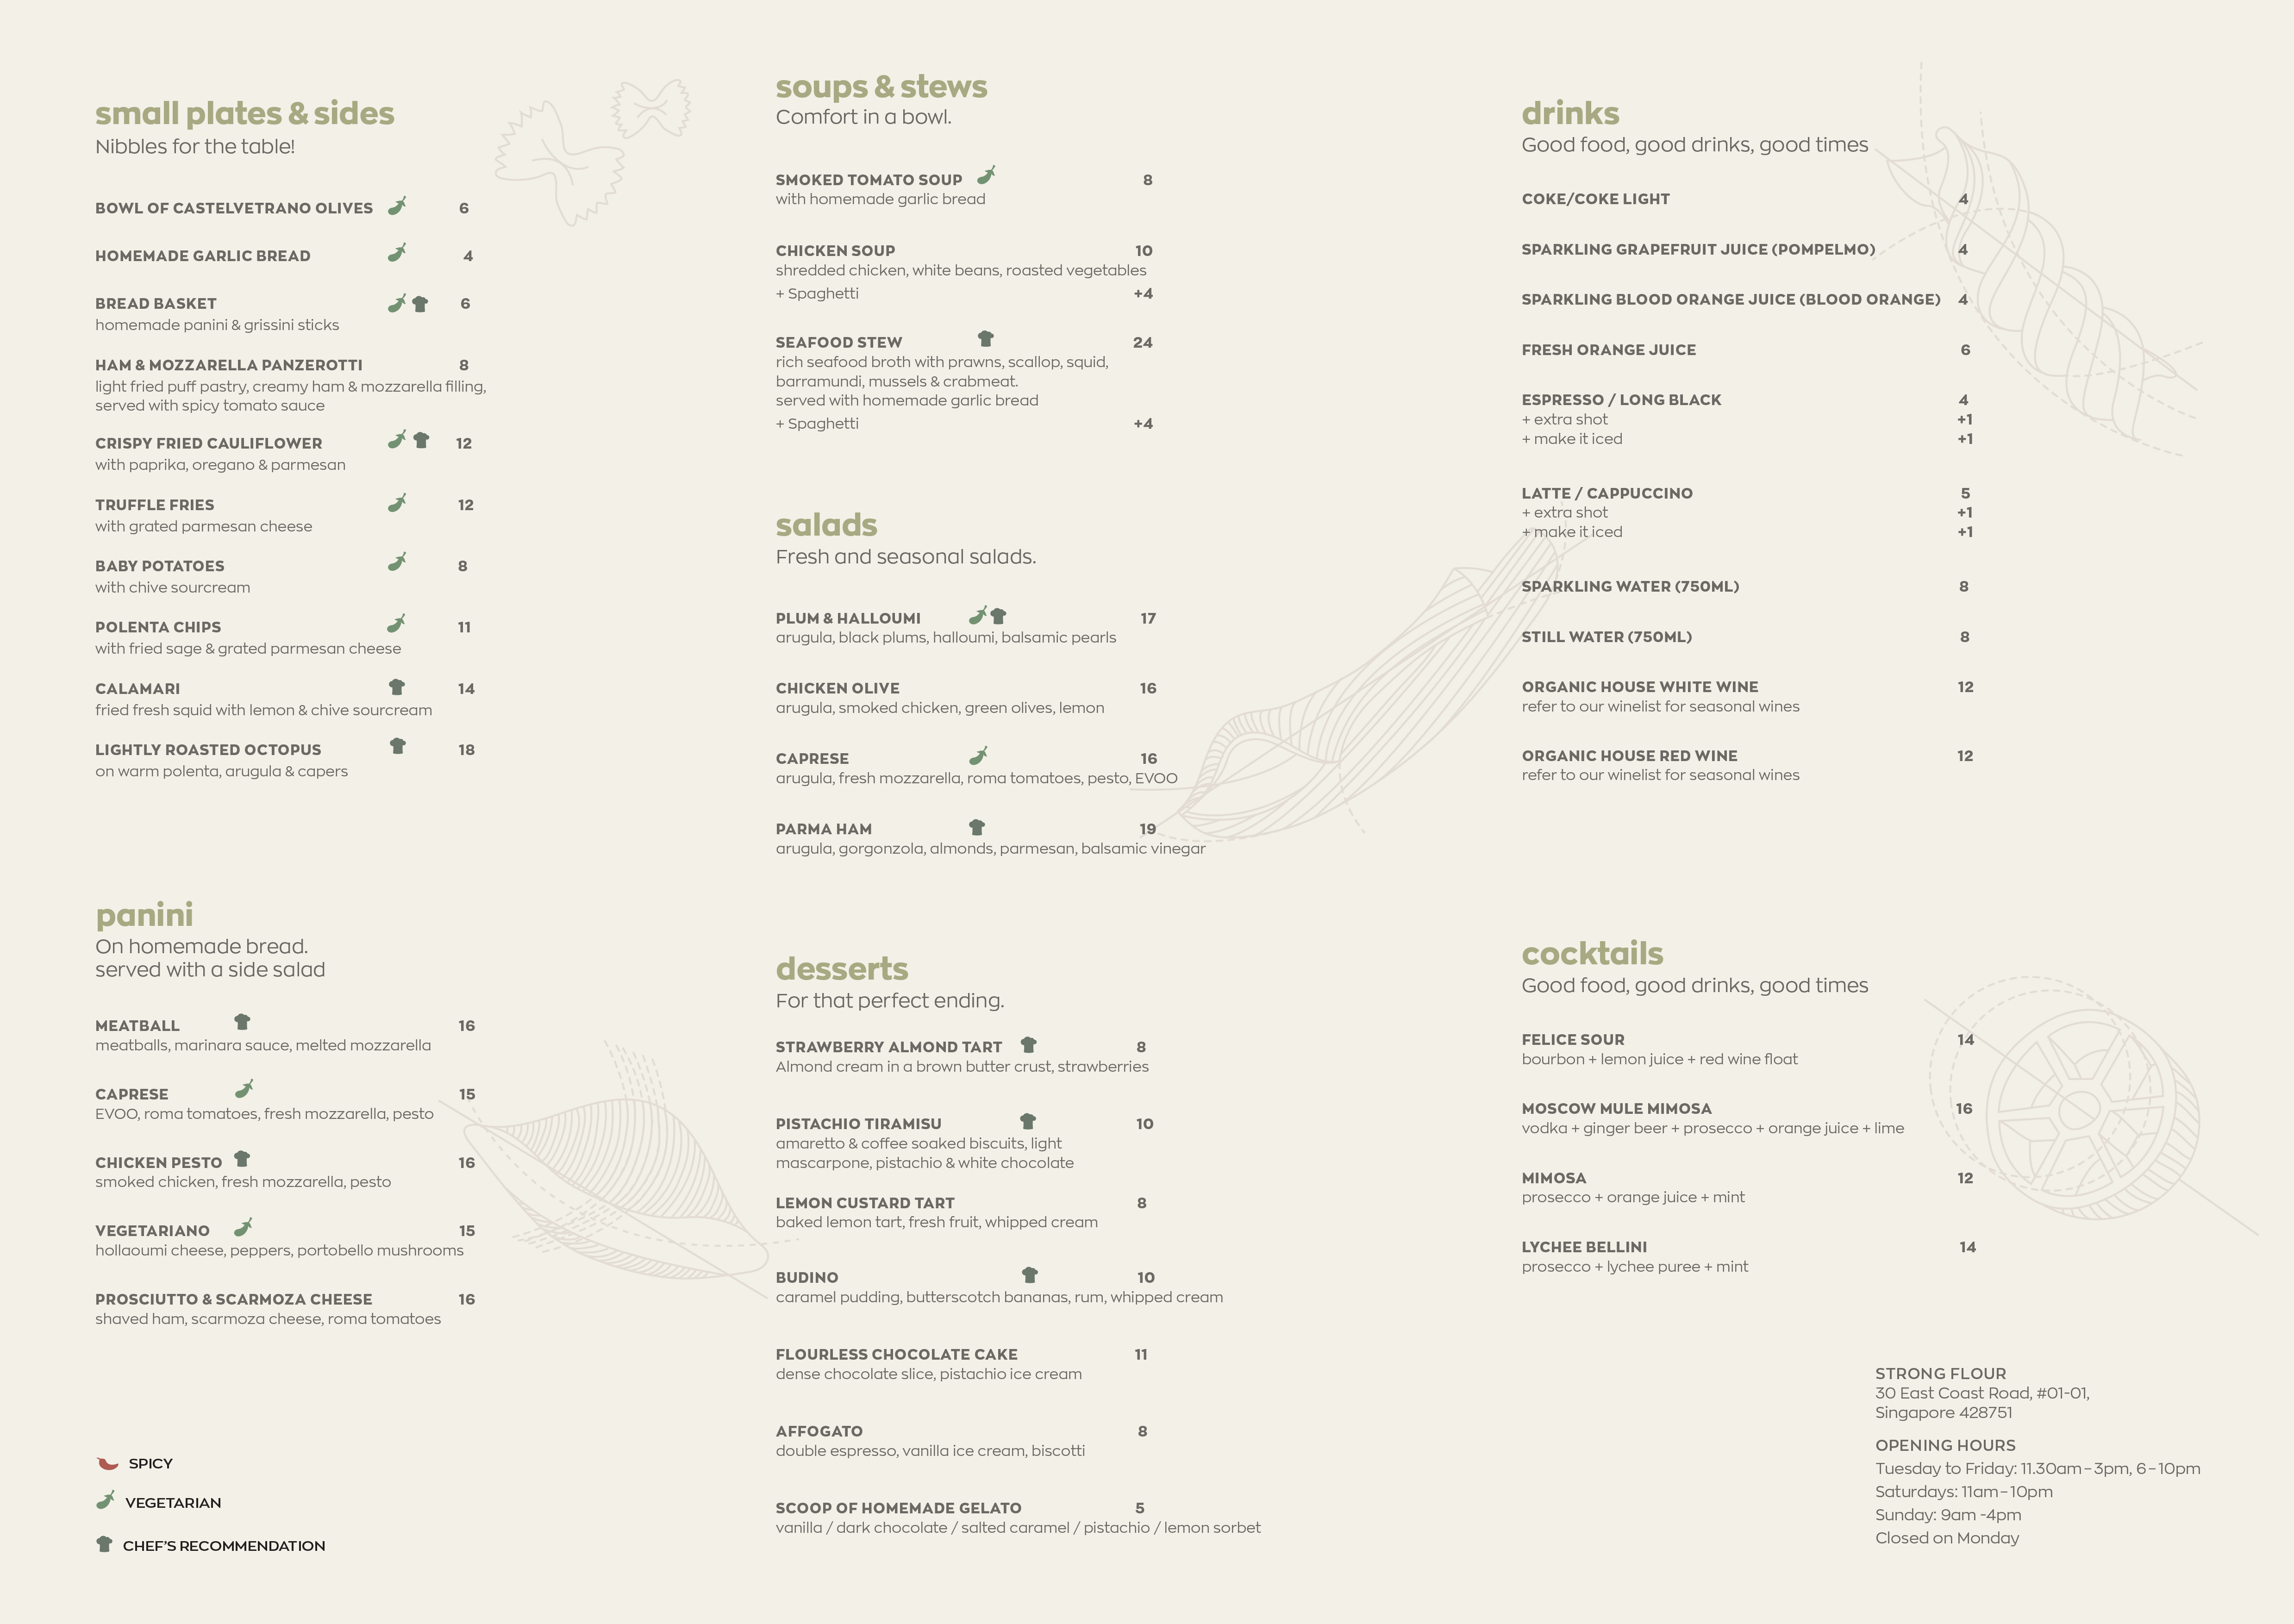 small plates & sides
Nibbles for the table!
BOWL OF CASTELVETRANO OLIVES 6
HOMEMADE GARLIC BREAD 4
BREAD BASKET 6
homemade panini & grissini sticks
HAM & MOZZARELLA PANZEROTTI 8
light fried puff pastry, creamy ham & mozzarella filling,
served with spicy tomato sauce
CRISPY FRIED CAULIFLOWER 12
with paprika, oregano & parmesan
TRUFFLE FRIES 12
with grated parmesan cheese
BABY POTATOES 8
with chive sourcream
POLENTA CHIPS 11
with fried sage & grated parmesan cheese
CALAMARI 14
fried fresh squid with lemon & chive sourcream
LIGHTLY ROASTED OCTOPUS 18
on warm polenta, arugula & capers
panini
On homemade bread.
served with a side salad
MEATBALL 16
meatballs, marinara sauce, melted mozzarella
CAPRESE 15
EVOO, roma tomatoes, fresh mozzarella, pesto
CHICKEN PESTO 16
smoked chicken, fresh mozzarella, pesto
VEGETARIANO 15
hollaoumi cheese, peppers, portobello mushrooms
PROSCIUTTO & SCARMOZA CHEESE 16
shaved ham, scarmoza cheese, roma tomatoes
SPICY
VEGETARIAN
CHEF'S RECOMMENDATION
soups & stews
Comfort in a bowl.
SMOKED TOMATO SOUP 8
with homemade garlic bread
CHICKEN SOUP 10
shredded chicken, white beans, roasted vegetables
+ Spaghetti +4
SEAFOOD STEW 24
rich seafood broth with prawns, scallop, squid,
barramundi, mussels & crabmeat.
served with homemade garlic bread
+ Spaghetti +4
salads
Fresh and seasonal salads.
PLUM & HALLOUMI 17
arugula, black plums, halloumi, balsamic pearls
CHICKEN OLIVE 16
arugula, smoked chicken, green olives, lemon
CAPRESE 16
arugula, fresh mozzarella, roma tomatoes, pesto, EVOO
PARMA HAM 19
arugula, gorgonzola, almonds, parmesan, balsamic vinegar
desserts
For that perfect ending.
STRAWBERRY ALMOND TART 8
Almond cream in a brown butter crust, strawberries
PISTACHIO TIRAMISU 10
amaretto & coffee soaked biscuits, light
mascarpone, pistachio & white chocolate
LEMON CUSTARD TART 8
baked lemon tart, fresh fruit, whipped cream
BUDINO 10
caramel pudding, butterscotch bananas, rum, whipped cream
FLOURLESS CHOCOLATE CAKE 11
dense chocolate slice, pistachio ice cream
AFFOGATO 8
double espresso, vanilla ice cream, biscotti
SCOOP OF HOMEMADE GELATO 5
vanilla / dark chocolate / salted caramel / pistachio / lemon sorbet
drinks
Good food, good drinks, good times
COKE/COKE LIGHT 4
SPARKLING GRAPEFRUIT JUICE (POMPELMO) 4
SPARKLING BLOOD ORANGE JUICE (BLOOD ORANGE) 4
FRESH ORANGE JUICE 6
ESPRESSO / LONG BLACK 4
+ extra shot +1
+ make it iced +1
LATTE / CAPPUCCINO 5
+ extra shot +1
+ make it iced +1
SPARKLING WATER (750ML) 8
STILL WATER (750ML) 8
ORGANIC HOUSE WHITE WINE 12
refer to our winelist for seasonal wines
ORGANIC HOUSE RED WINE 12
refer to our winelist for seasonal wines
cocktails
Good food, good drinks, good times
FELICE SOUR 14
bourbon + lemon juice + red wine float
MOSCOW MULE MIMOSA 16
vodka + ginger beer + prosecco + orange juice + lime
MIMOSA 12
prosecco + orange juice + mint
LYCHEE BELLINI 14
prosecco + lychee puree + mint
STRONG FLOUR
30 East Coast Road, #01-01,
Singapore 428751
OPENING HOURS
Tuesday to Friday: 11.30am–3pm, 6–10pm
Saturdays: 11am–10pm
Sunday: 9am -4pm
Closed on Monday